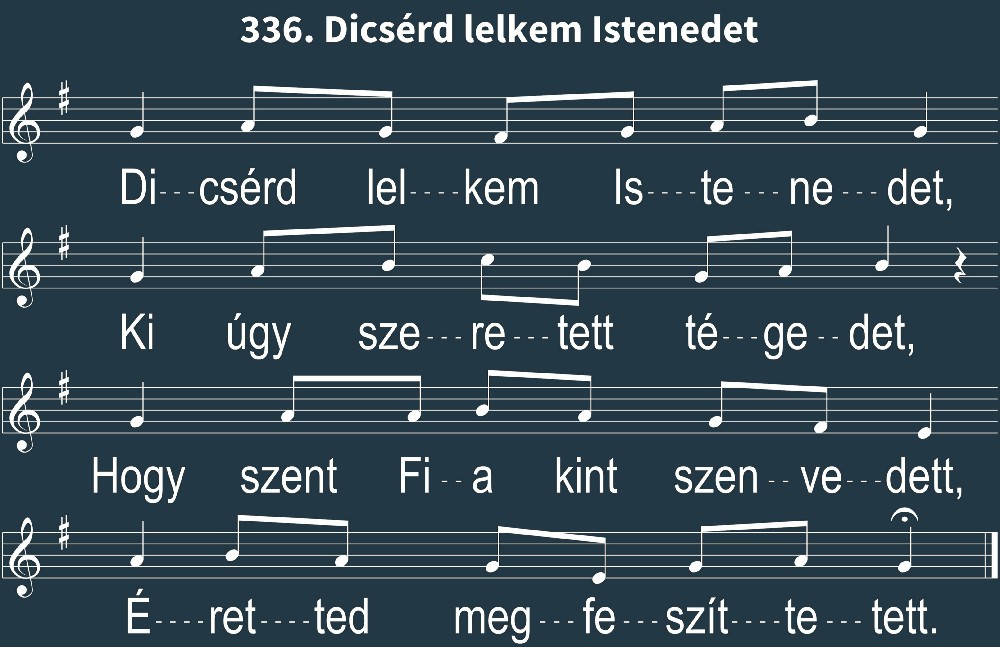 336. Dicsérd lelkem Istenedet
Di---csérd lel----kem Is----te---ne---det,
Ki úgy sze---re---tett té---ge--det,
Hogy szent Fi--a kint szen--ve---dett,
É----ret----ted meg---fe---szít----te---tett.